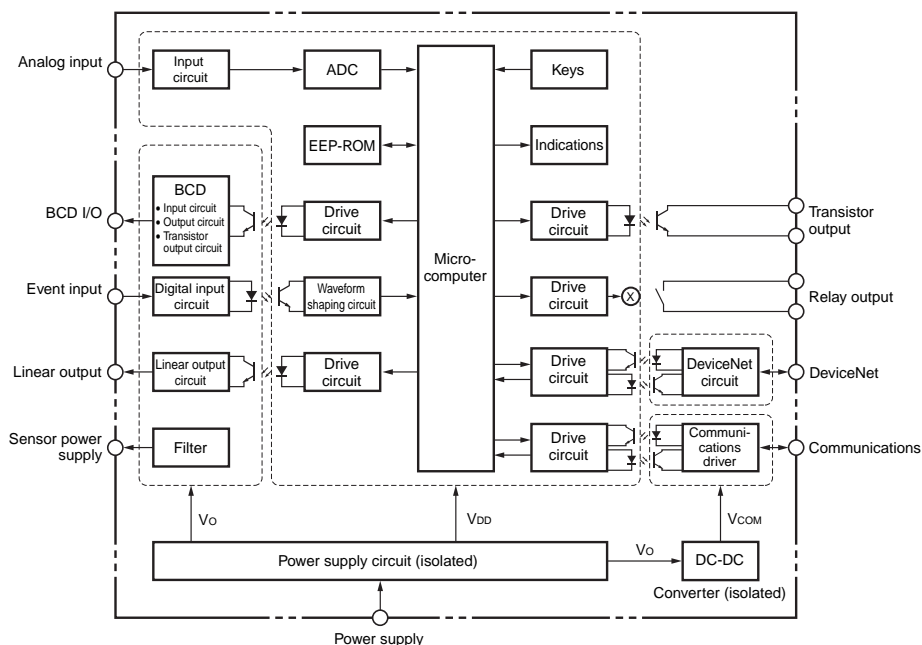 Analog input
Input
circuit
ADC
Keys
EEP-ROM
Indications
BCD I/O
BCD
• Input circuit
• Output circuit
• Transistor
output circuit
Drive
circuit
Micro-
computer
Drive
circuit
Transistor
output
Event input
Digital input
circuit
Waveform
shaping circuit
Drive
circuit
X
Relay output
Linear output
Linear output
circuit
Drive
circuit
Drive
circuit
DeviceNet
circuit
DeviceNet
Sensor power
supply
Filter
Drive
circuit
Communi-
cations
driver
Communications
VO
VDD
VCOM
Power supply circuit (isolated)
VO
DC-DC
Converter (isolated)
Power supply